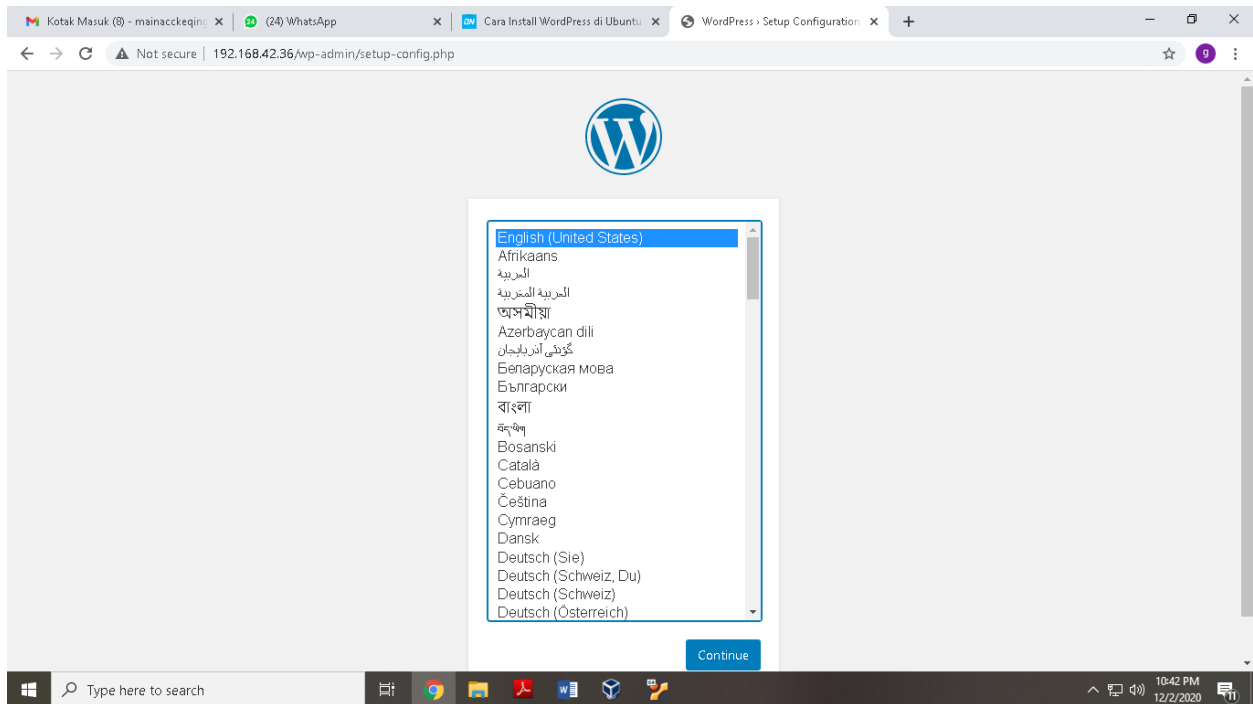 Kotak Masuk (8) - mainacckeqing
(24) WhatsApp
Cara Install WordPress di Ubuntu
WordPress › Setup Configuration
Not secure | 192.168.42.36/wp-admin/setup-config.php
g
English (United States)
Afrikaans
العربية
العربية المغربية
অসমীয়া
Azərbaycan dili
گؤنئی آذربایجان
Беларуская мова
Български
বাংলা
བོད་ཡིག
Bosanski
Català
Cebuano
Čeština
Cymraeg
Dansk
Deutsch (Sie)
Deutsch (Schweiz, Du)
Deutsch (Schweiz)
Deutsch (Österreich)
Continue
Type here to search
10:42 PM
12/2/2020